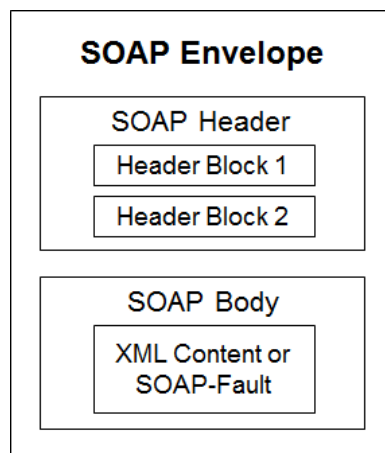 SOAP Envelope
SOAP Header
Header Block 1
Header Block 2
SOAP Body
XML Content or
SOAP-Fault